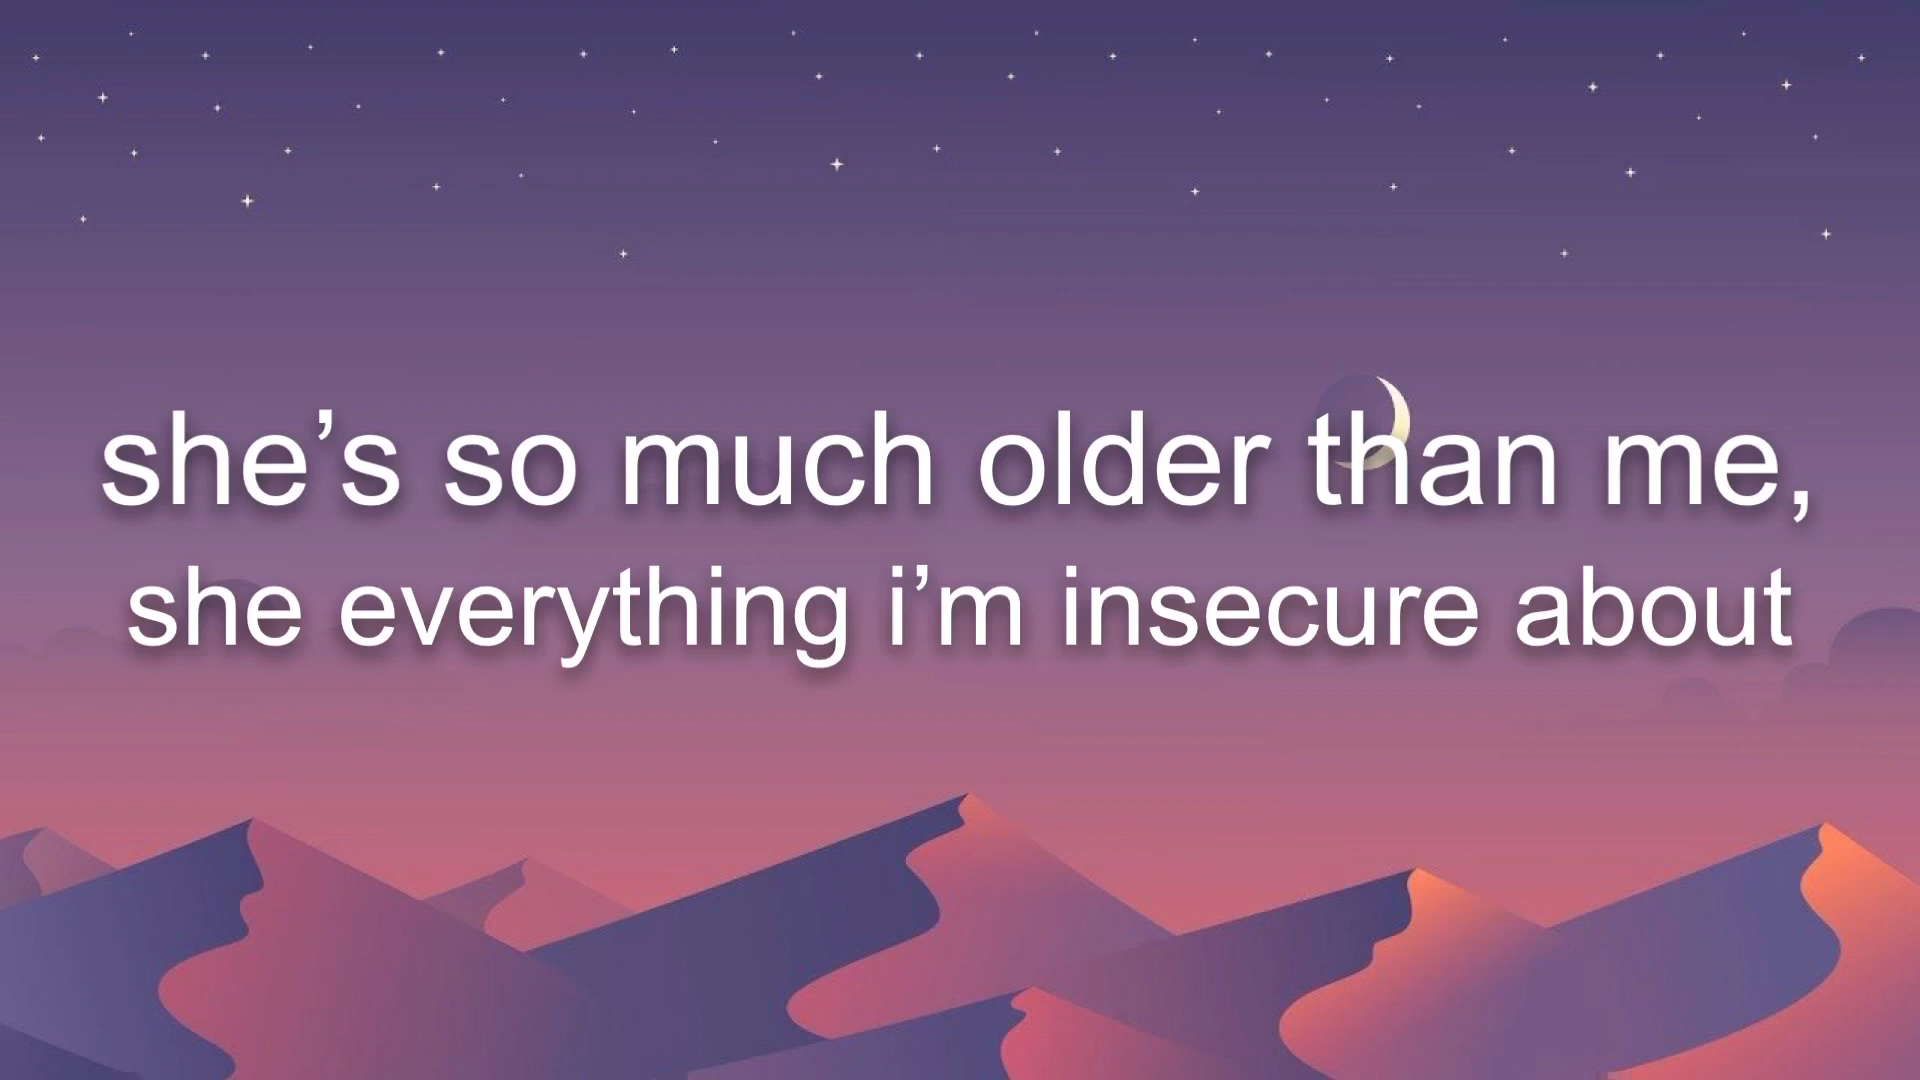 she’s so much older than me,
she everything i’m insecure about